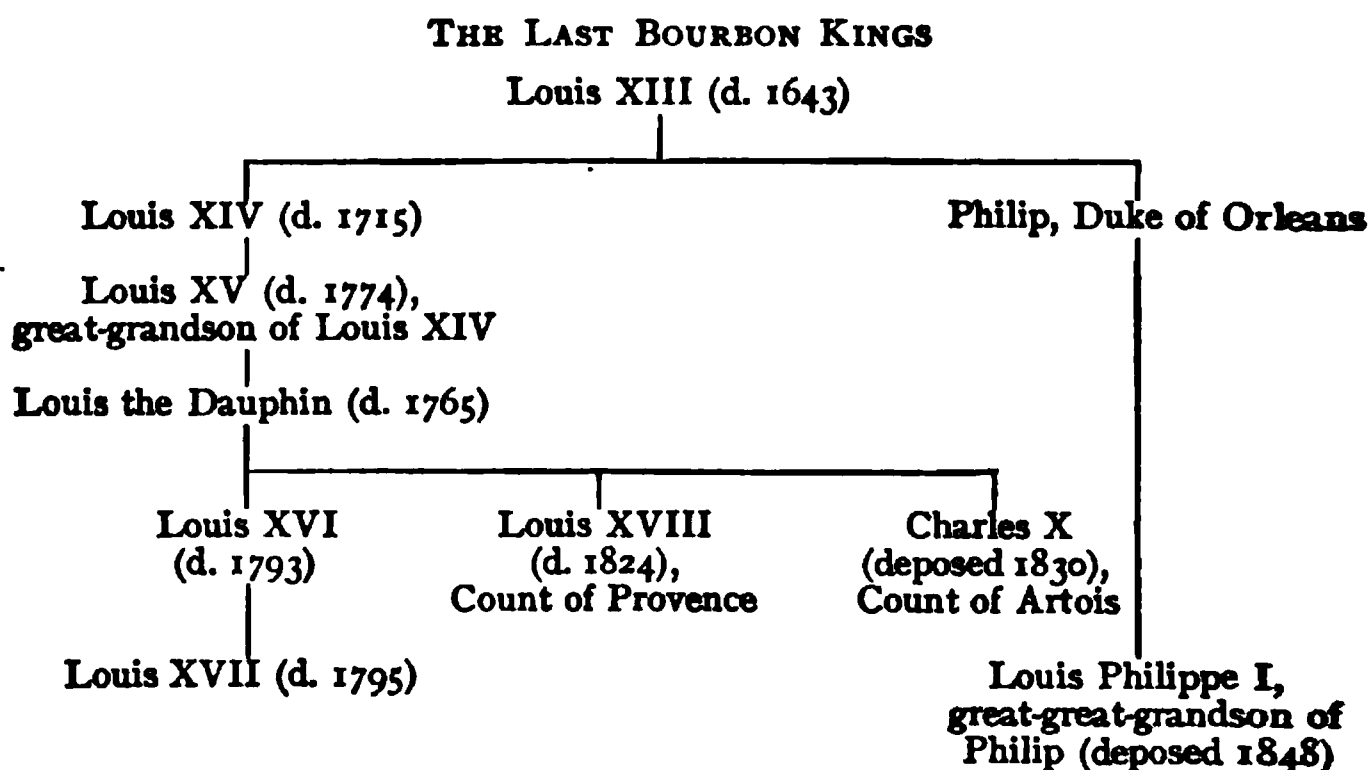 THE LAST BOURBON KINGS
Louis XIII (d. 1643)
Louis XIV (d. 1715)
Philip, Duke of Orleans
Louis XV (d. 1774),
great-grandson of Louis XIV
Louis the Dauphin (d. 1765)
Louis XVI
(d. 1793)
Louis XVIII
(d. 1824),
Count of Provence
Charles X
(deposed 1830),
Count of Artois
Louis XVII (d. 1795)
Louis Philippe I,
great-great-grandson of
Philip (deposed 1848)